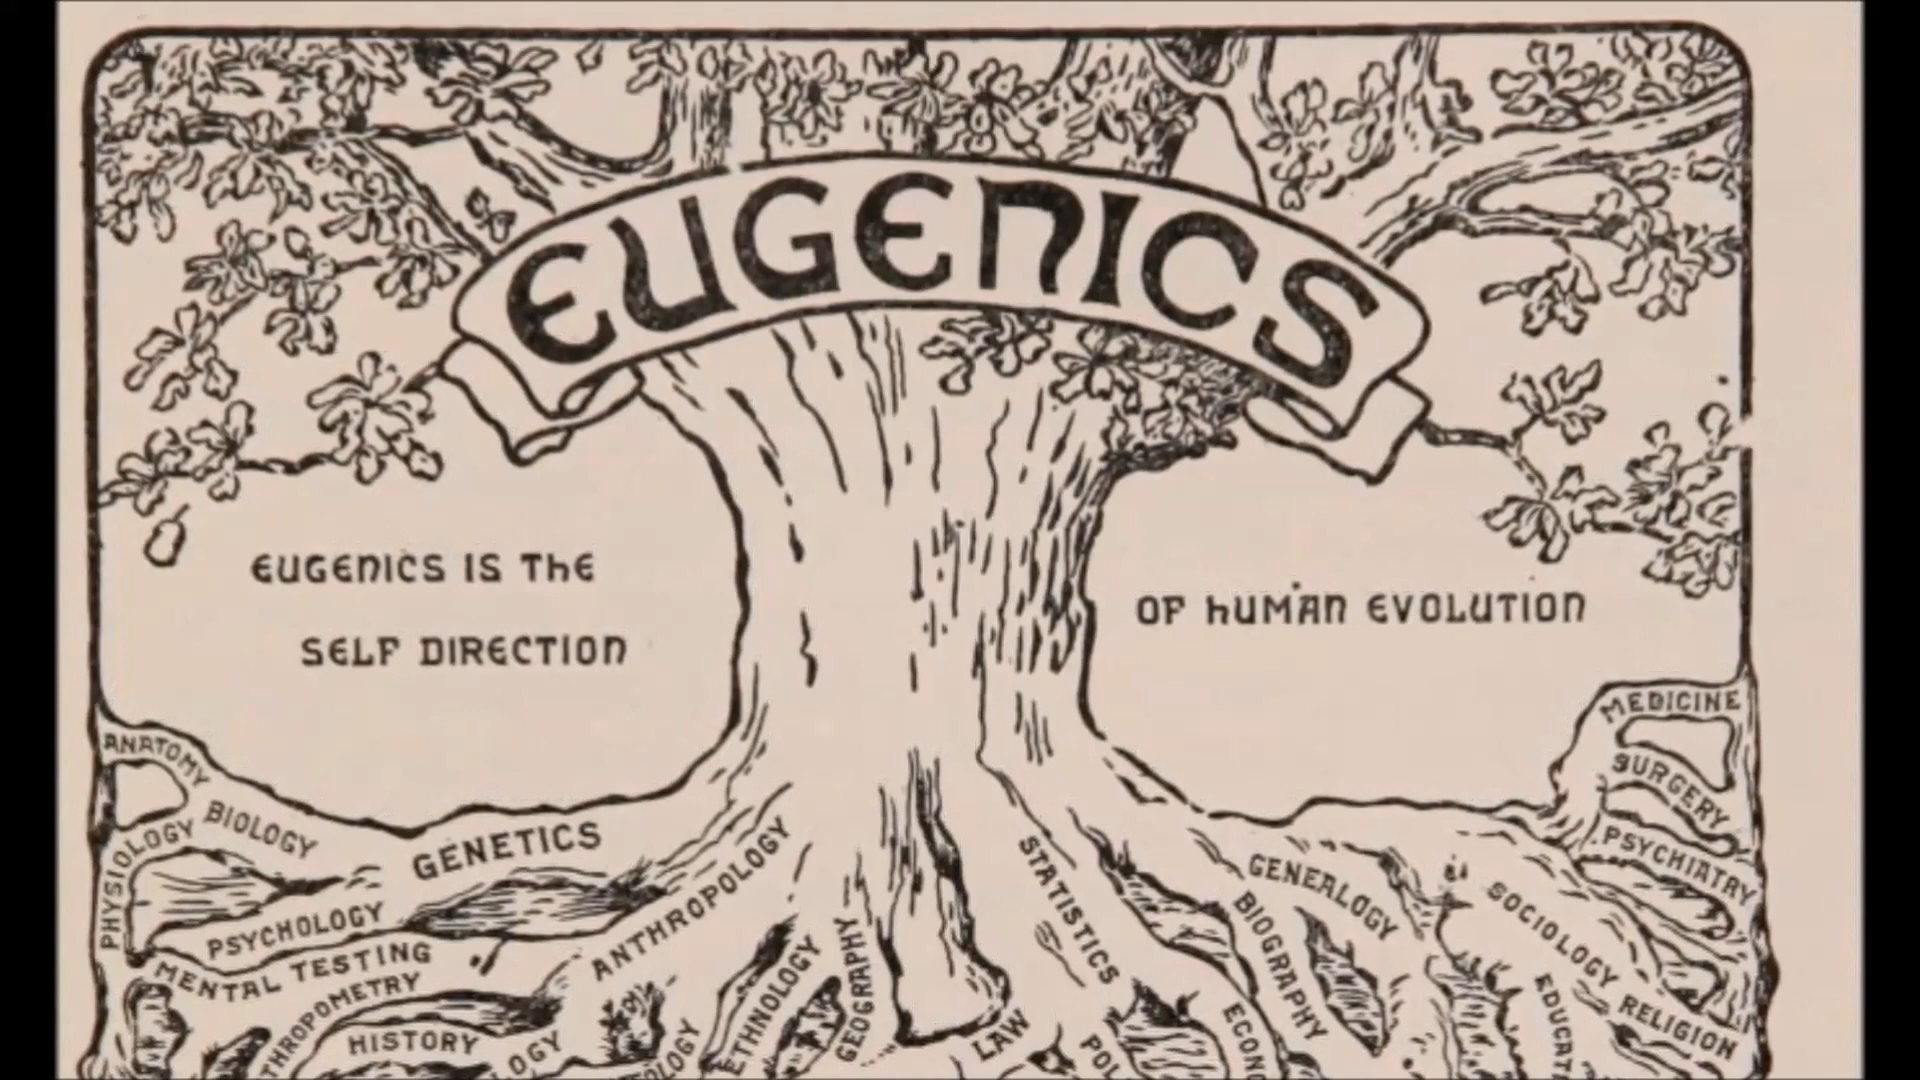 EUGENICS
EUGENICS IS THE
SELF DIRECTION
OF HUMAN EVOLUTION
ANATOMY
BIOLOGY
PHYSIOLOGY
GENETICS
PSYCHOLOGY
MENTAL TESTING
HISTORY
ANTHROPOLOGY
ETHNOLOGY
GEOGRAPHY
LAW
STATISTICS
GENEALOGY
BIOGRAPHY
MEDICINE
SURGERY
PSYCHIATRY
SOCIOLOGY
RELIGION